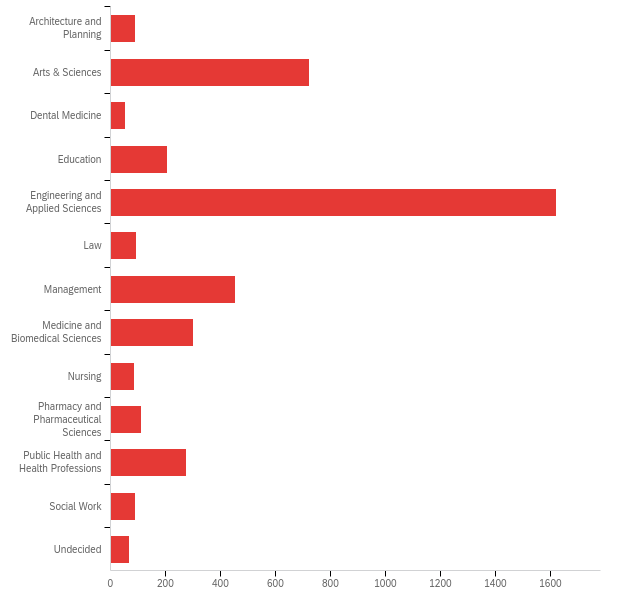 Architecture and
Planning
Arts & Sciences
Dental Medicine
Education
Engineering and
Applied Sciences
Law
Management
Medicine and
Biomedical Sciences
Nursing
Pharmacy and
Pharmaceutical
Sciences
Public Health and
Health Professions
Social Work
Undecided
0 200 400 600 800 1000 1200 1400 1600